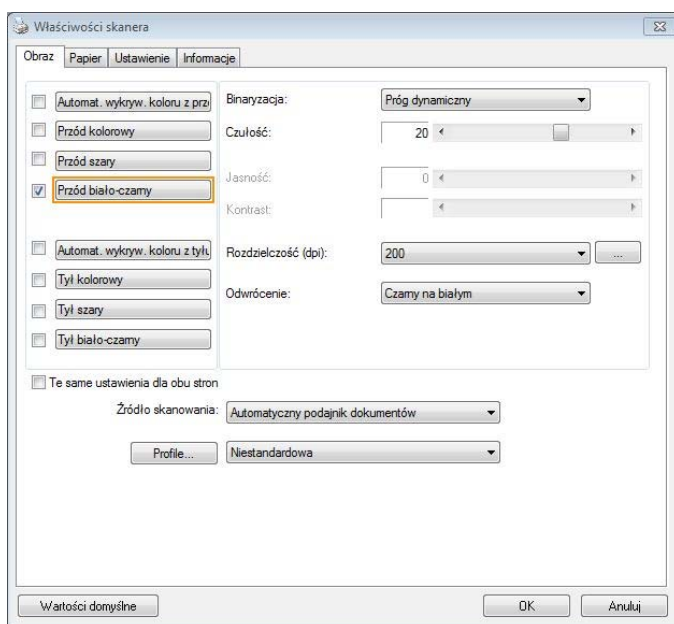 Właściwości skanera
Obraz Papier Ustawienie Informacje
Automat. wykryw. koloru z prz
Przód kolorowy
Przód szary
Przód biało-czarny
Automat. wykryw. koloru z tyłu
Tył kolorowy
Tył szary
Tył biało-czarny
Binaryzacja: Próg dynamiczny
Czułość: 20
Jasność: 0
Kontrast:
Rozdzielczość (dpi): 200 ...
Odwrócenie: Czarny na białym
Te same ustawienia dla obu stron
Źródło skanowania: Automatyczny podajnik dokumentów
Profile... Niestandardowa
Wartości domyślne OK Anuluj